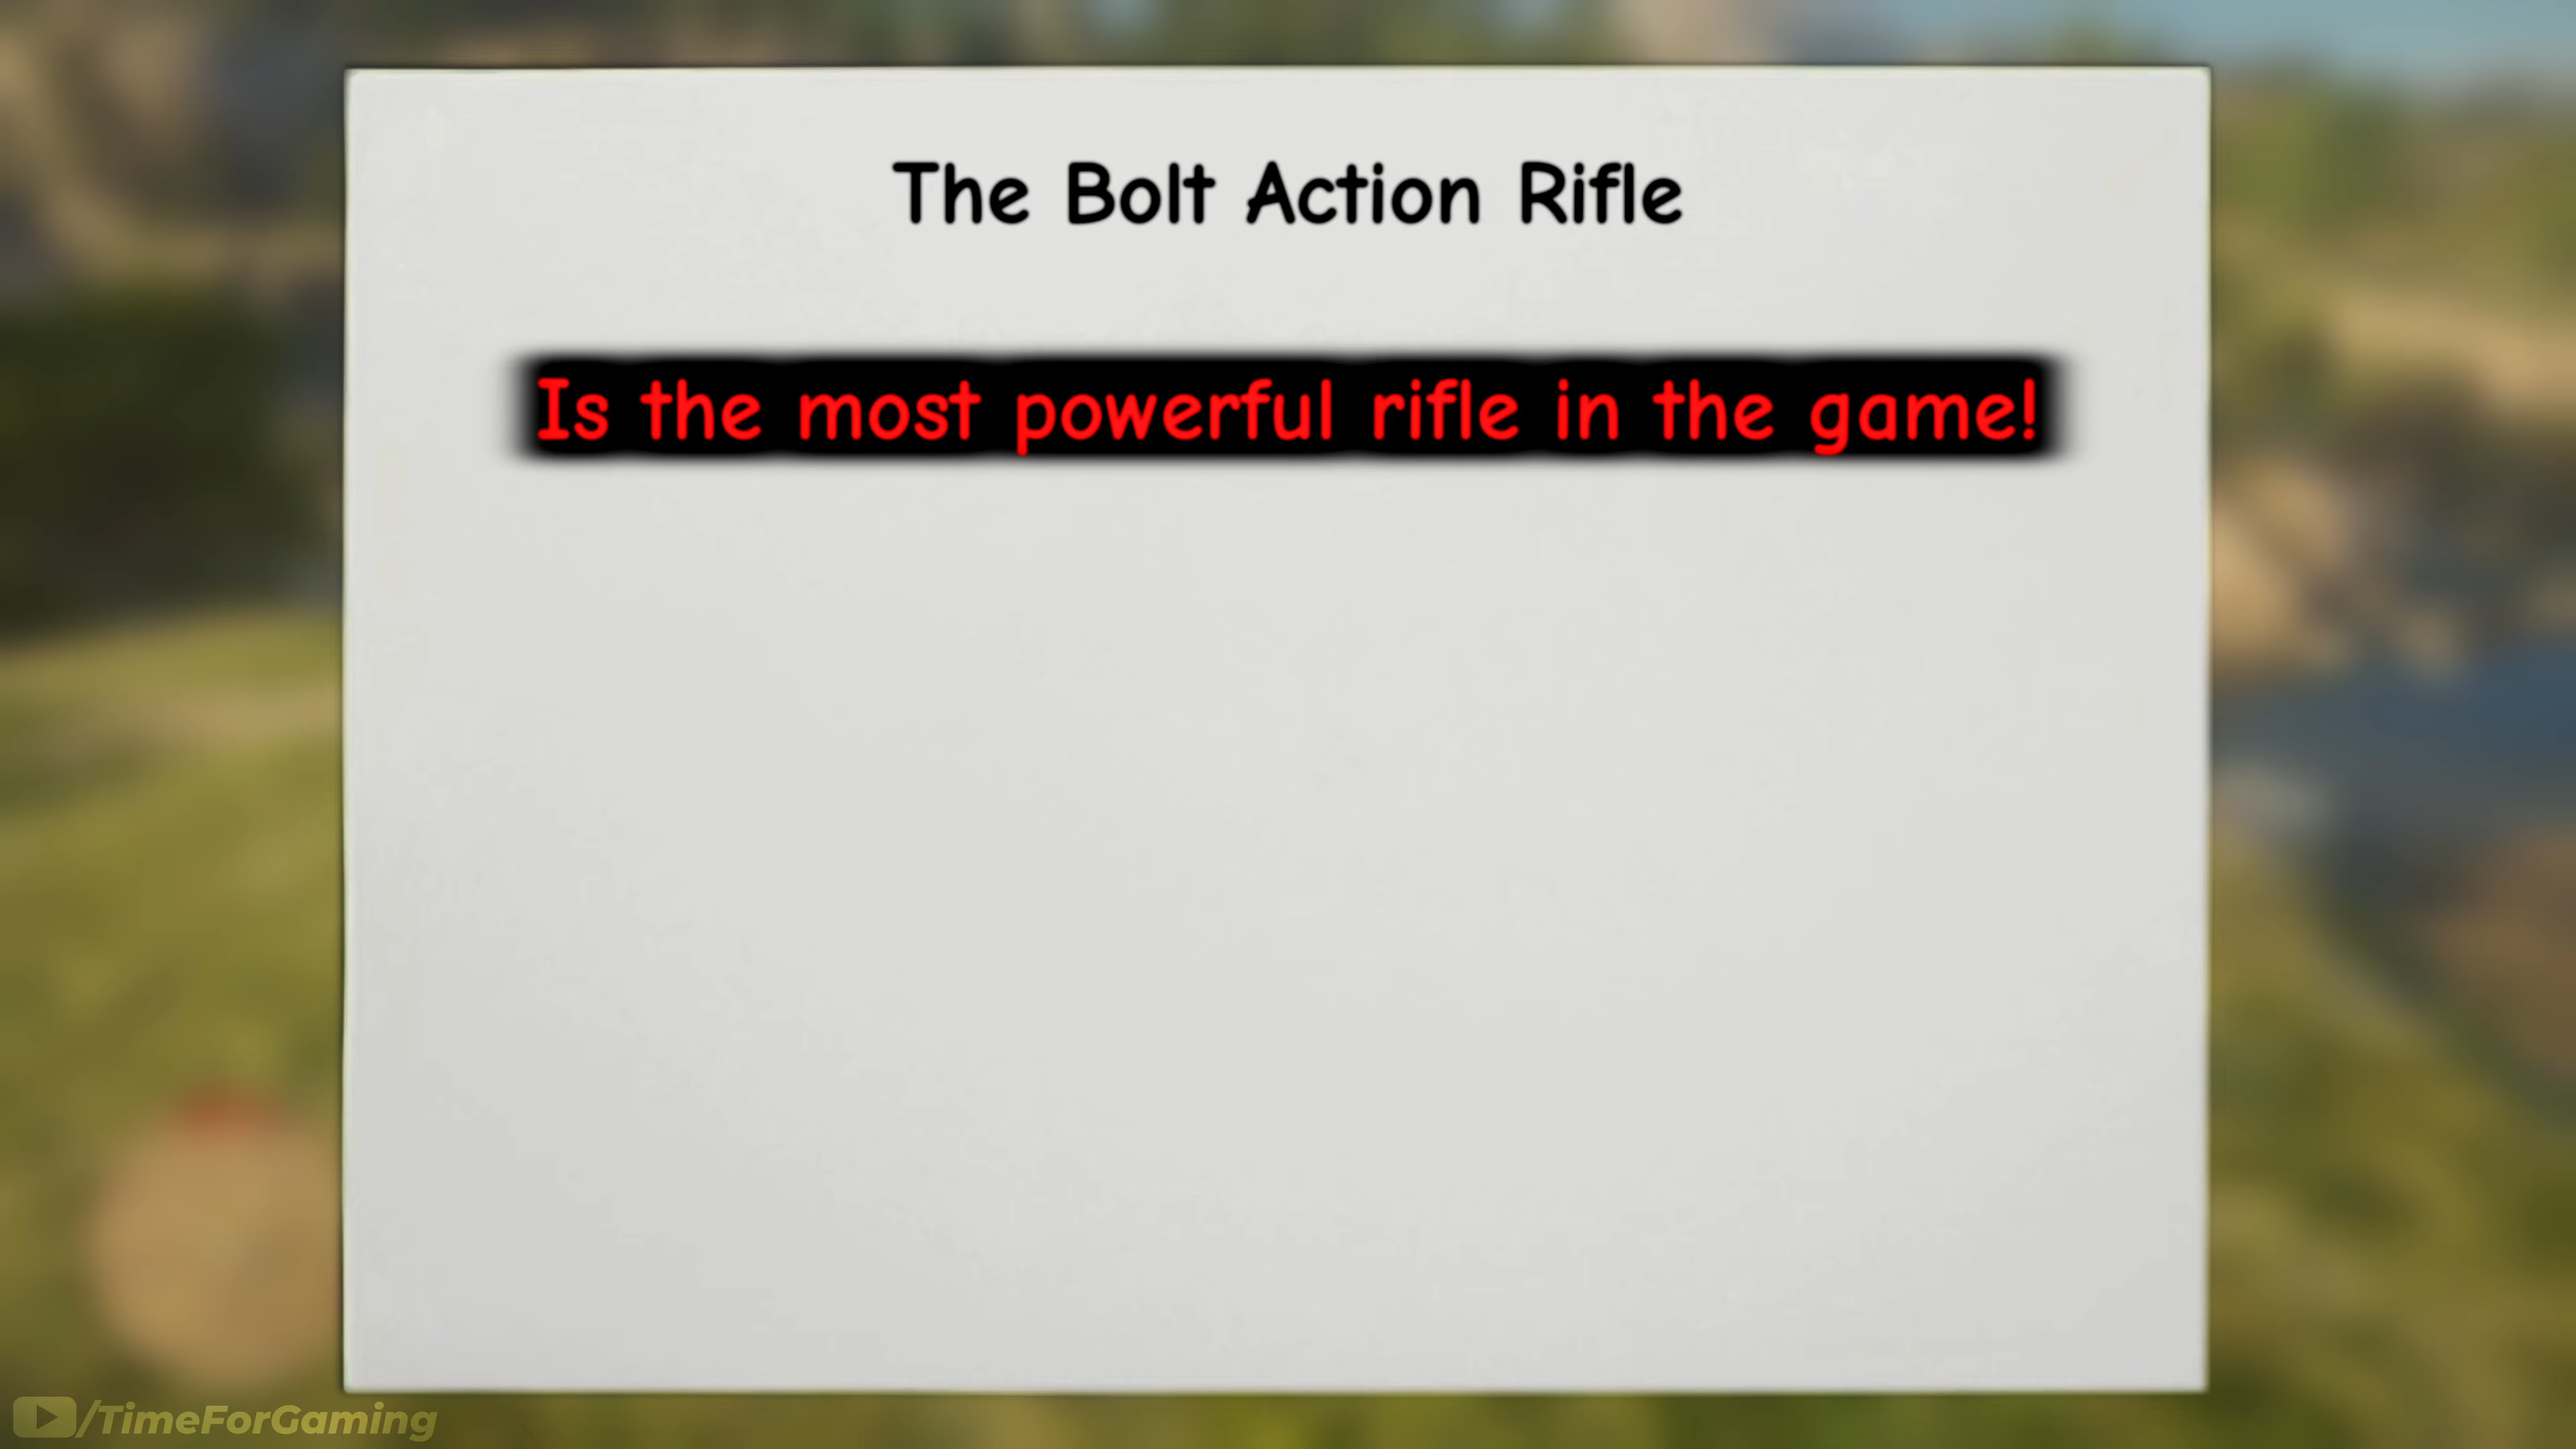 The Bolt Action Rifle
Is the most powerful rifle in the game!
/TimeForGaming